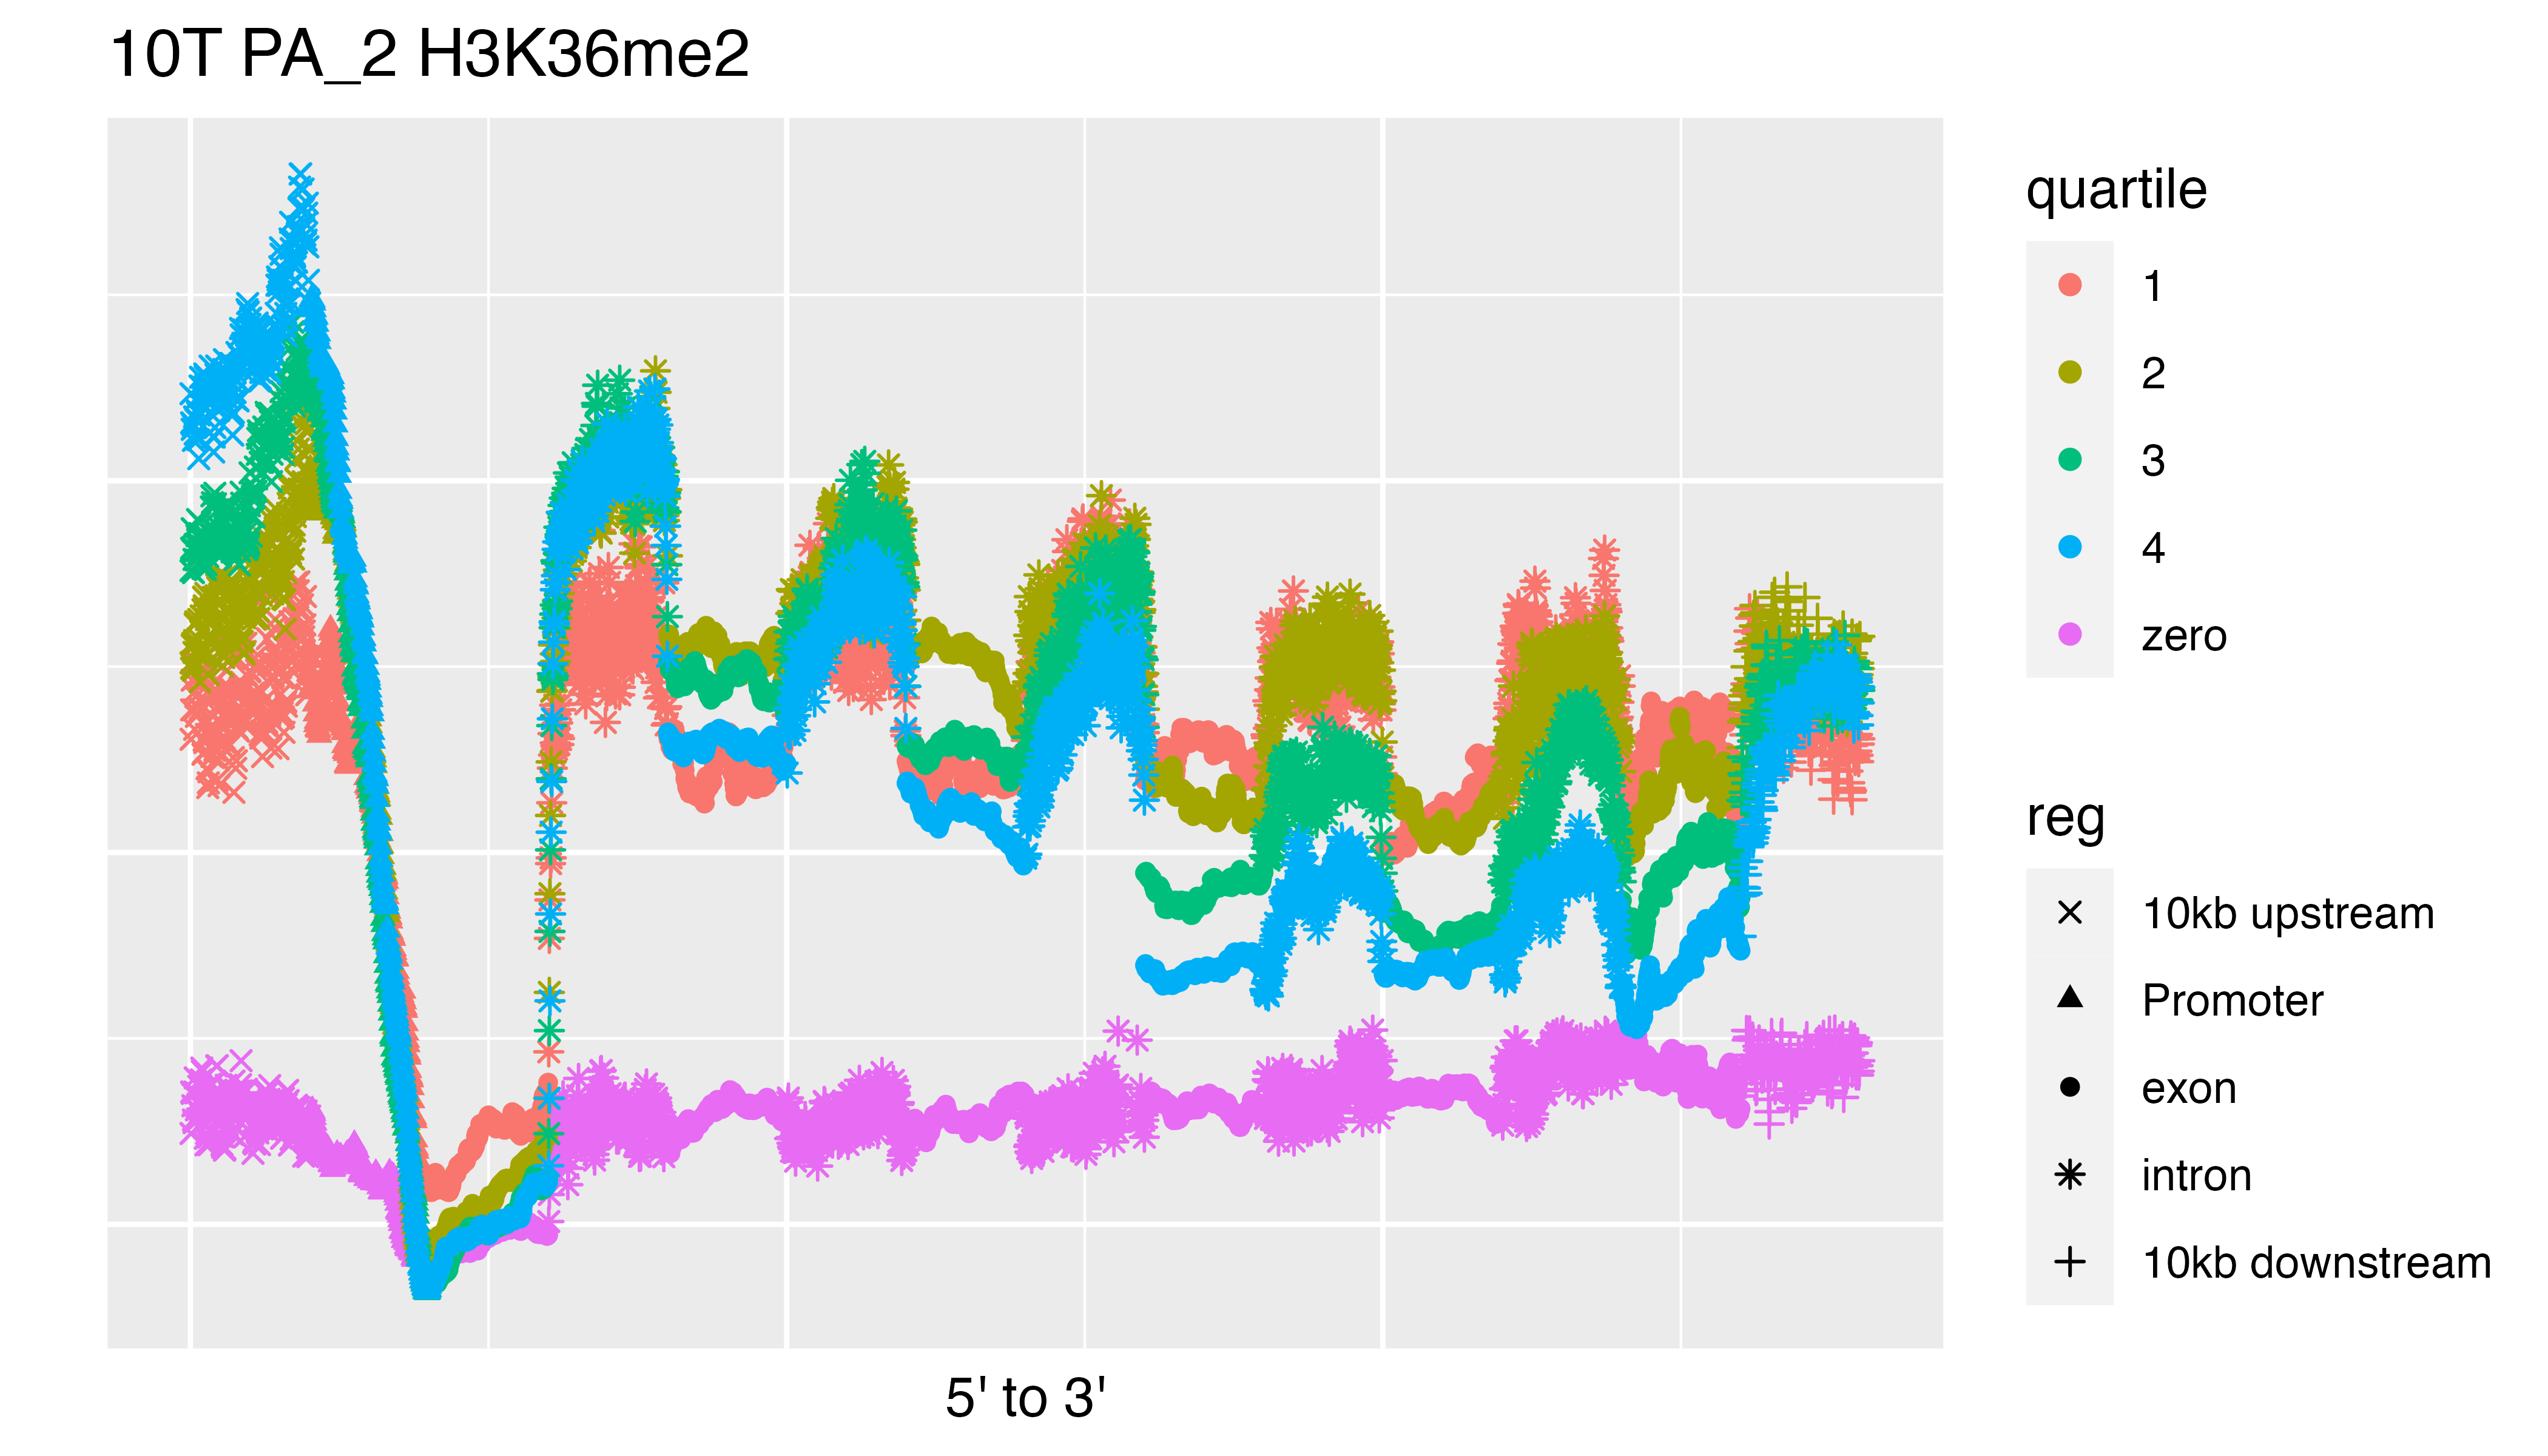 10T PA_2 H3K36me2
quartile
1
2
3
4
zero
reg
10kb upstream
Promoter
exon
intron
10kb downstream
5' to 3'